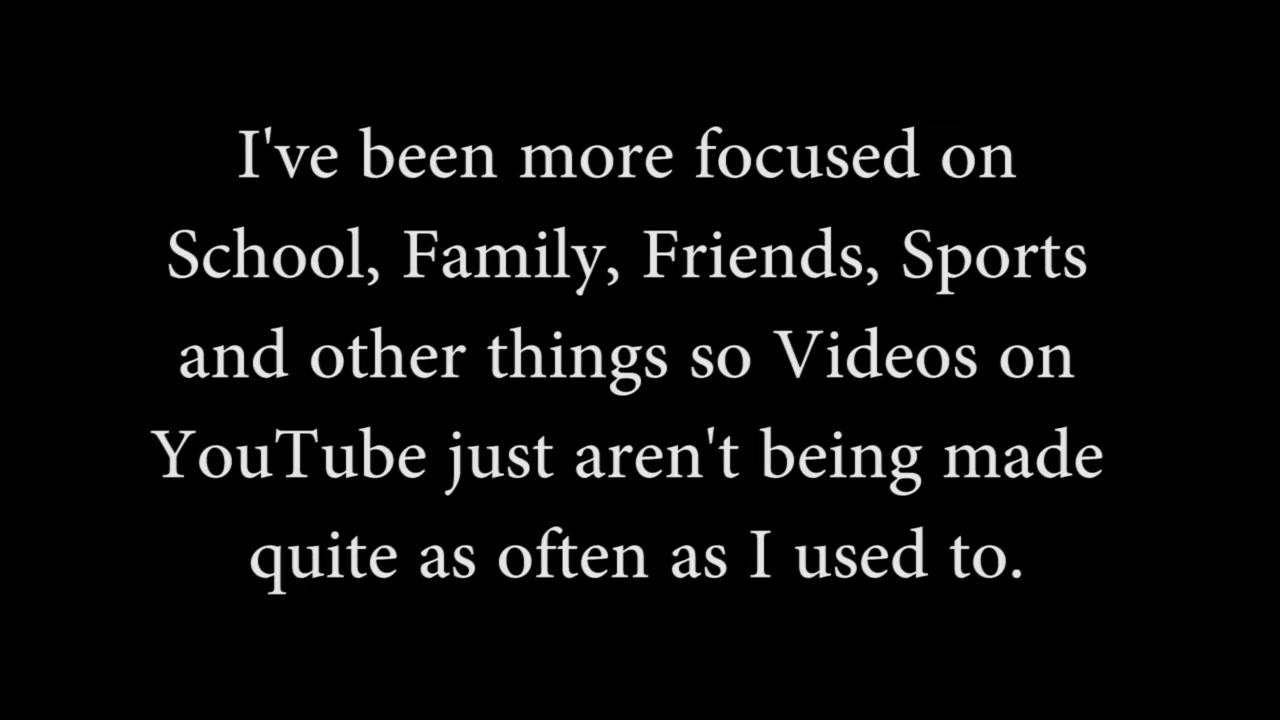 I've been more focused on
School, Family, Friends, Sports
and other things so Videos on
YouTube just aren't being made
quite as often as I used to.